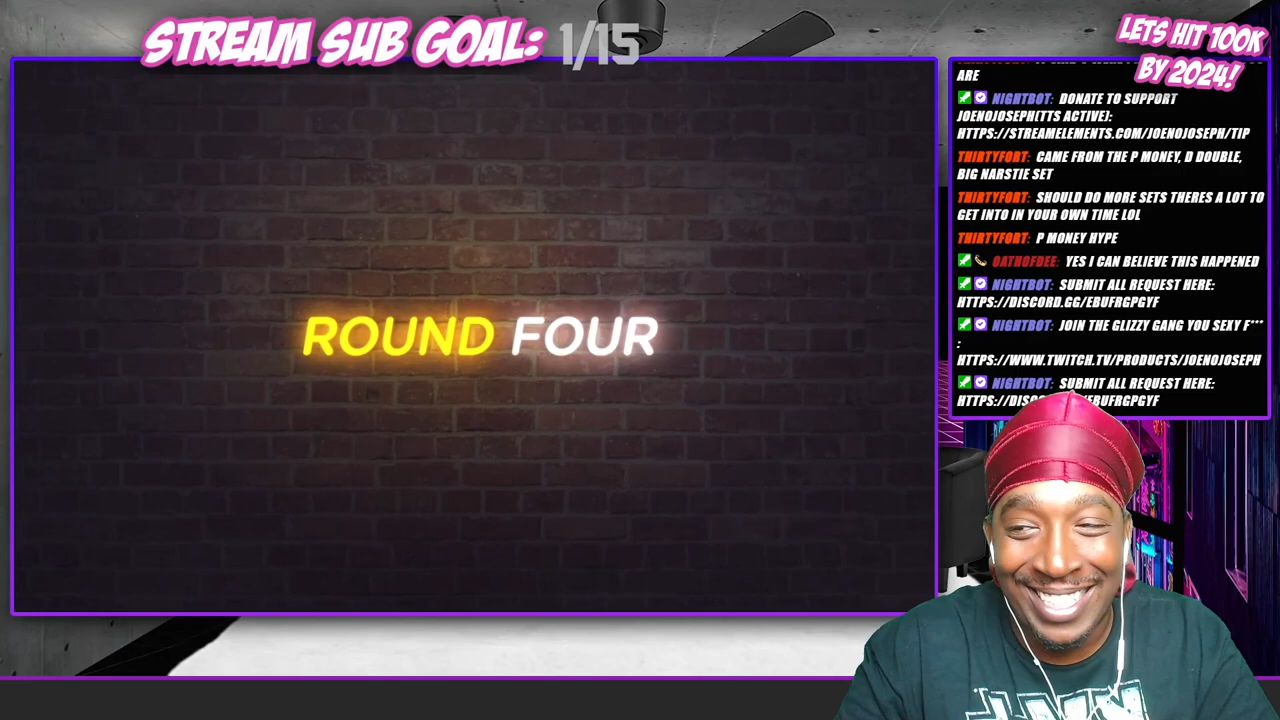 STREAM SUB GOAL: 1/15
LETS HIT 100K
BY 2024!
ROUND FOUR
ARE
NIGHTBOT: DONATE TO SUPPORT
JOENOJOSEPH(TTS ACTIVE):
HTTPS://STREAMELEMENTS.COM/JOENOJOSEPH/TIP
THIRTYFORT: CAME FROM THE P MONEY, D DOUBLE,
BIG NARSTIE SET
THIRTYFORT: SHOULD DO MORE SETS THERES A LOT TO
GET INTO IN YOUR OWN TIME LOL
THIRTYFORT: P MONEY HYPE
OATHOFDEE: YES I CAN BELIEVE THIS HAPPENED
NIGHTBOT: SUBMIT ALL REQUEST HERE:
HTTPS://DISCORD.GG/EBUFRGPGYF
NIGHTBOT: JOIN THE GLIZZY GANG YOU SEXY F***
:
HTTPS://WWW.TWITCH.TV/PRODUCTS/JOENOJOSEPH
NIGHTBOT: SUBMIT ALL REQUEST HERE: